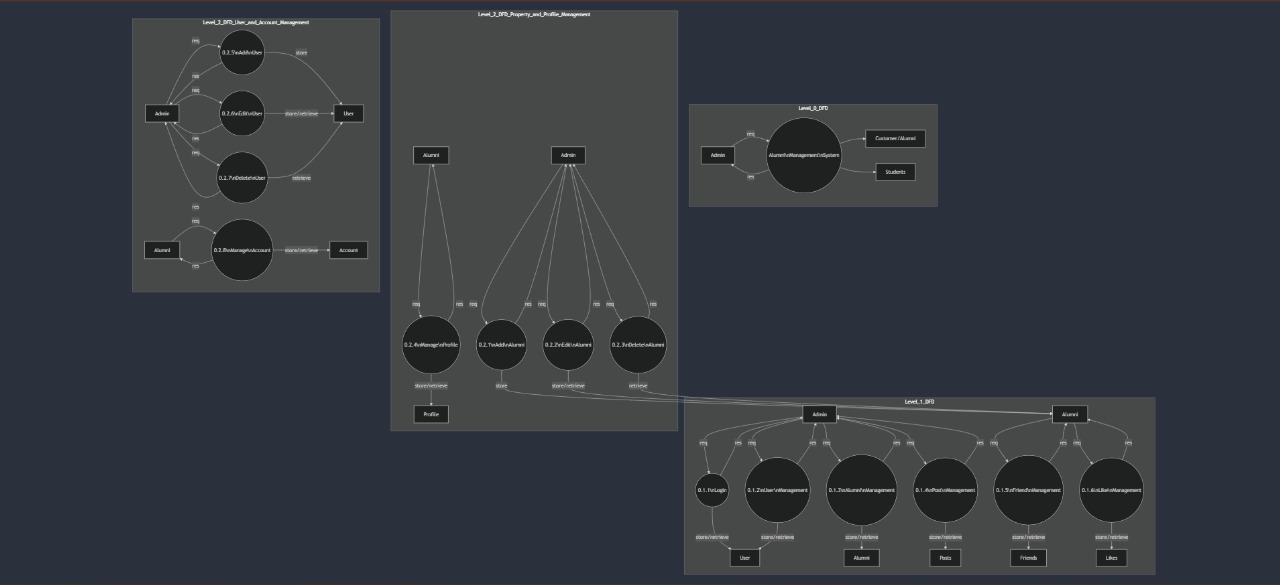 Level_2_DFD_User_and_Account_Management
req
0.2.5\nAdd\nUser
store
res
req
Admin
0.2.6\nEdit\nUser
store/retrieve
User
res
res
0.2.7\nDelete\nUser
retrieve
res
req
Alumni
0.2.8\nManage\nAccount
store/retrieve
Account
res
Level_2_DFD_Property_and_Profile_Management
Alumni
Admin
req
res
req
res
req
res
req
res
0.2.4\nManage\nProfile
0.2.1\nAdd\nAlumni
0.2.2\nEdit\nAlumni
0.2.3\nDelete\nAlumni
store/retrieve
store
store/retrieve
retrieve
Profile
Level_0_DFD
req
Admin
Alumni\nManagement\nSystem
Customer/Alumni
Students
res
Level_1_DFD
Admin
Alumni
req
res
req
res
req
res
req
res
req
res
req
res
0.1.1\nLogin
0.1.2\nUser\nManagement
0.1.3\nAlumni\nManagement
0.1.4\nPost\nManagement
0.1.5\nFriend\nManagement
0.1.6\nLike\nManagement
store/retrieve
store/retrieve
store/retrieve
store/retrieve
store/retrieve
store/retrieve
User
Alumni
Posts
Friends
Likes